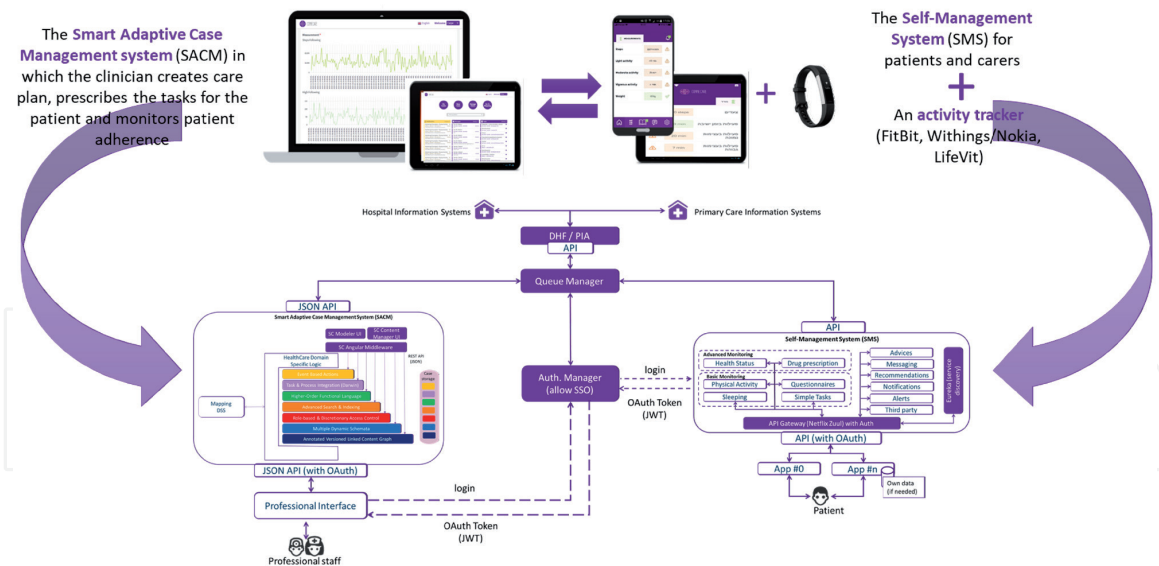 The Smart Adaptive Case
Management system (SACM) in
which the clinician creates care
plan, prescribes the tasks for the
patient and monitors patient
adherence
The Self-Management
System (SMS) for
patients and carers
An activity tracker
(FitBit, Withings/Nokia,
LifeVit)
Hospital Information Systems
Primary Care Information Systems
DHF / PIA
API
Queue Manager
JSON API
Smart Adaptive Case Management System (SACM)
SC Modeler UI
SC Content
Manager UI
SC Angular Middleware
REST API
(JSON)
HealthCare Domain
Specific Logic
Task & Process Integration (Darwin)
Higher-Order Functional Language
Advanced Search & Indexing
Role-based & Discretionary Access Control
Multiple Dynamic Schemata
Annotated Versioned Linked Content Graph
Mapping
DSS
JSON API (with OAuth)
Professional Interface
Professional staff
login
OAuth Token
(JWT)
Auth. Manager
(allow SSO)
login
OAuth Token
(JWT)
API
Self-Management System (SMS)
Advanced Monitoring
Health Status
Drug prescription
Basic Monitoring
Physical Activity
Questionnaires
Sleeping
Simple Tasks
Advices
Messaging
Recommendations
Notifications
Alerts
Third party
Eureka (service
discovery)
API Gateway (Netflix Zuul) with Auth
API (with OAuth)
App #0
App #n
Own data
(if needed)
Patient